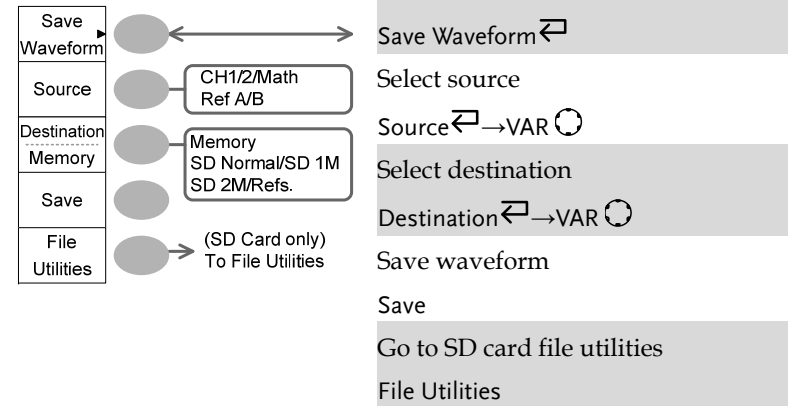 Save
Waveform
Source
Destination
Memory
Save
File
Utilities
CH1/2/Math
Ref A/B
Memory
SD Normal/SD 1M
SD 2M/Refs.
(SD Card only)
To File Utilities
Save Waveform
Select source
Source→VAR
Select destination
Destination→VAR
Save waveform
Save
Go to SD card file utilities
File Utilities